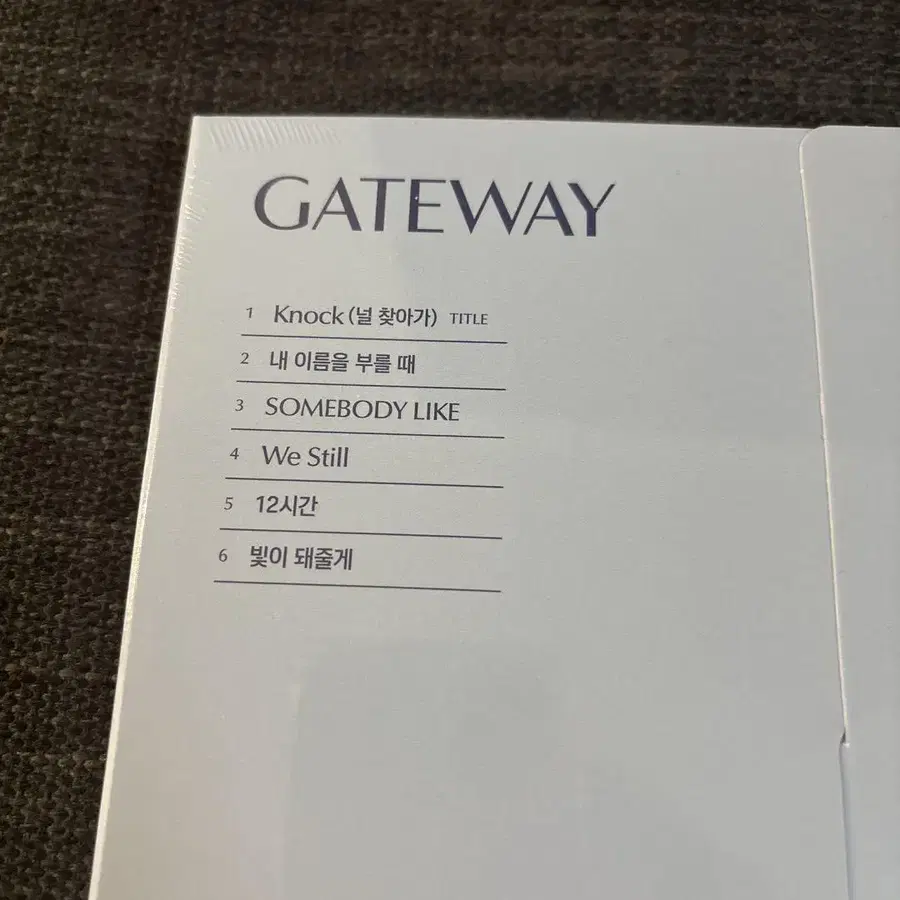 GATEWAY
1 Knock (널 찾아가) TITLE
2 내 이름을 부를 때
3 SOMEBODY LIKE
4 We Still
5 12시간
6 빛이 돼줄게